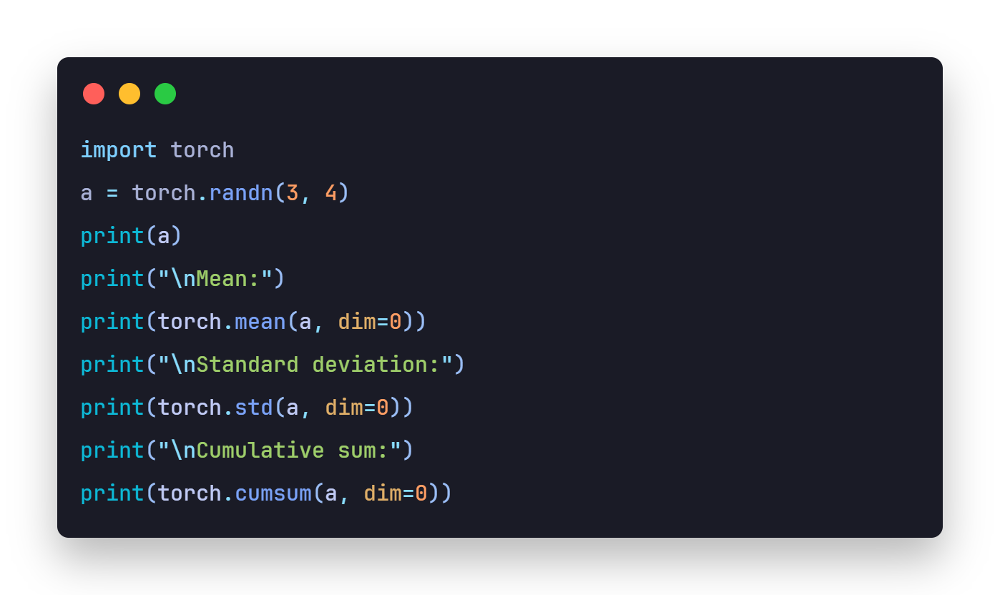 import torch
a = torch.randn(3, 4)
print(a)
print("\nMean:")
print(torch.mean(a, dim=0))
print("\nStandard deviation:")
print(torch.std(a, dim=0))
print("\nCumulative sum:")
print(torch.cumsum(a, dim=0))